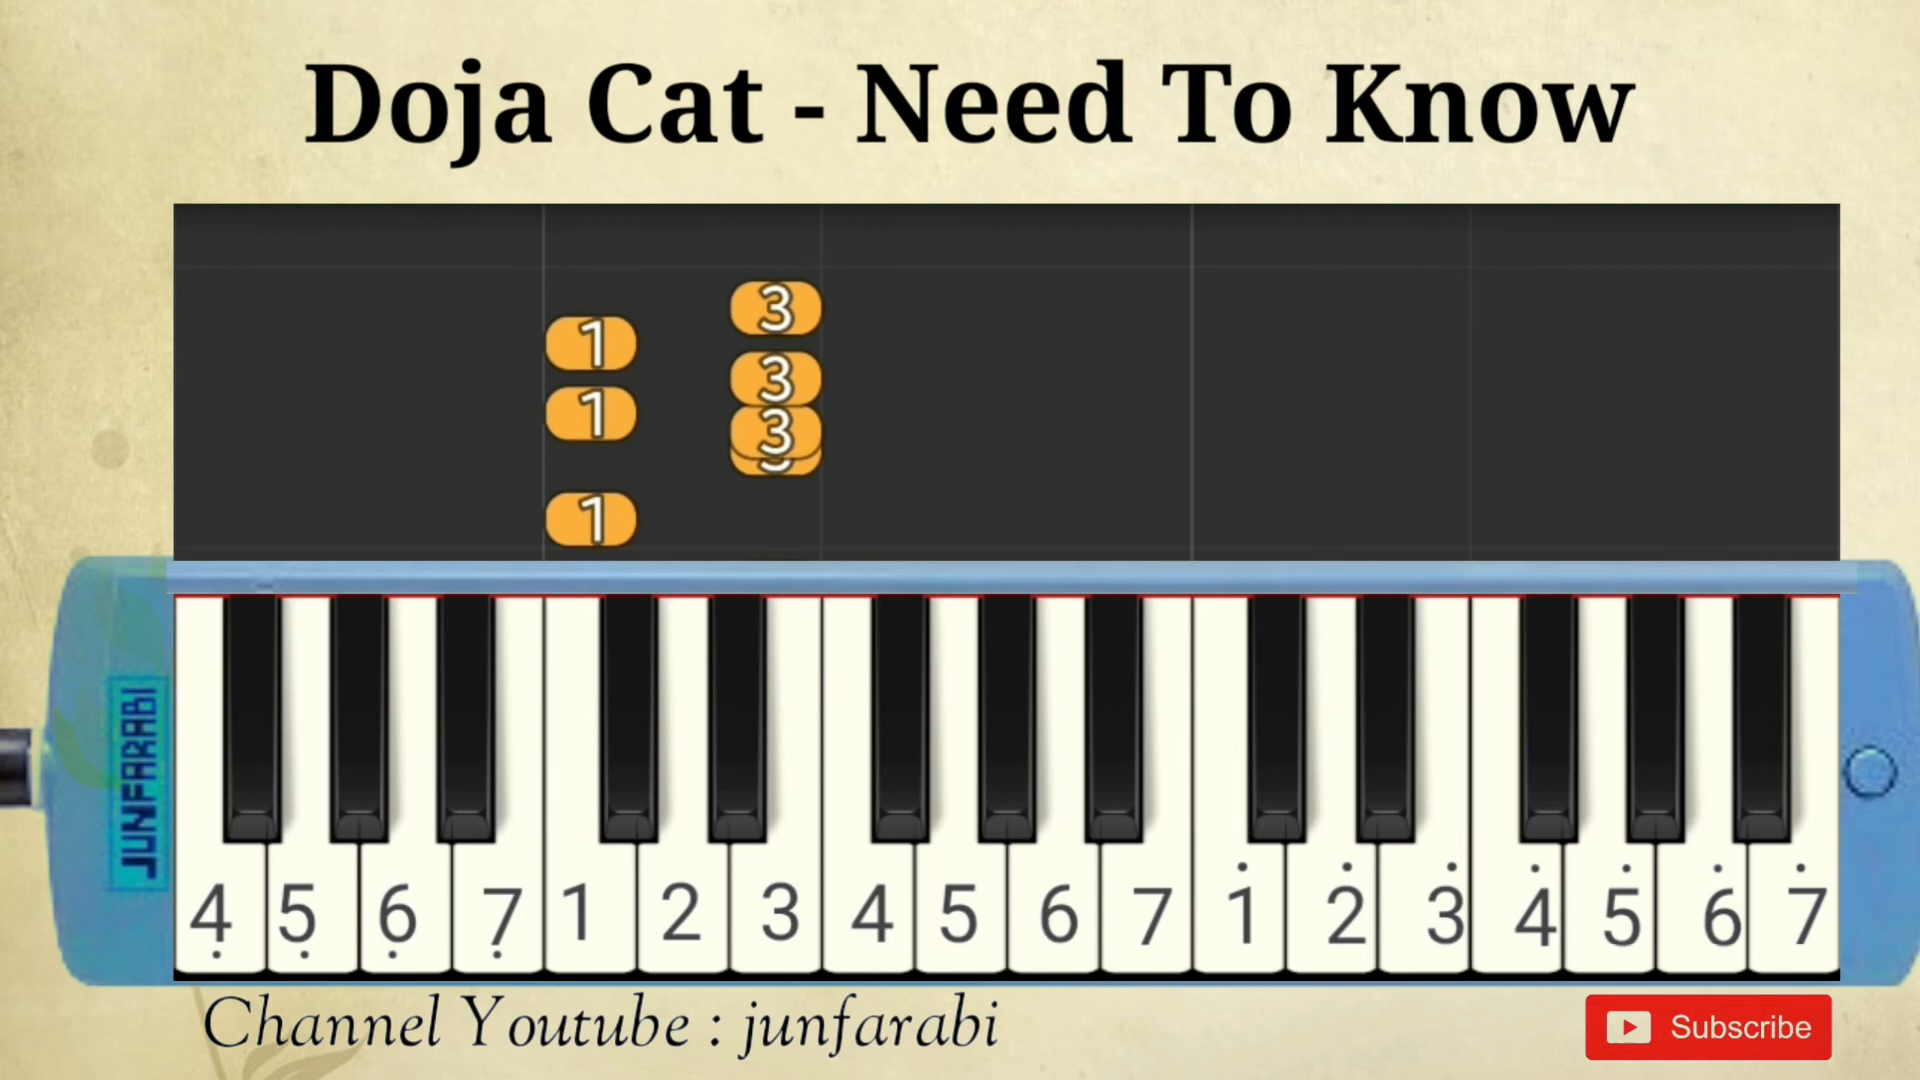 Doja Cat - Need To Know
3
1
3
1
3
3
1
JUNFARABI
4̣ 5̣ 6̣ 7̣ 1 2 3 4 5 6 7 1̇ 2̇ 3̇ 4̇ 5̇ 6̇ 7̇
Channel Youtube : junfarabi
Subscribe